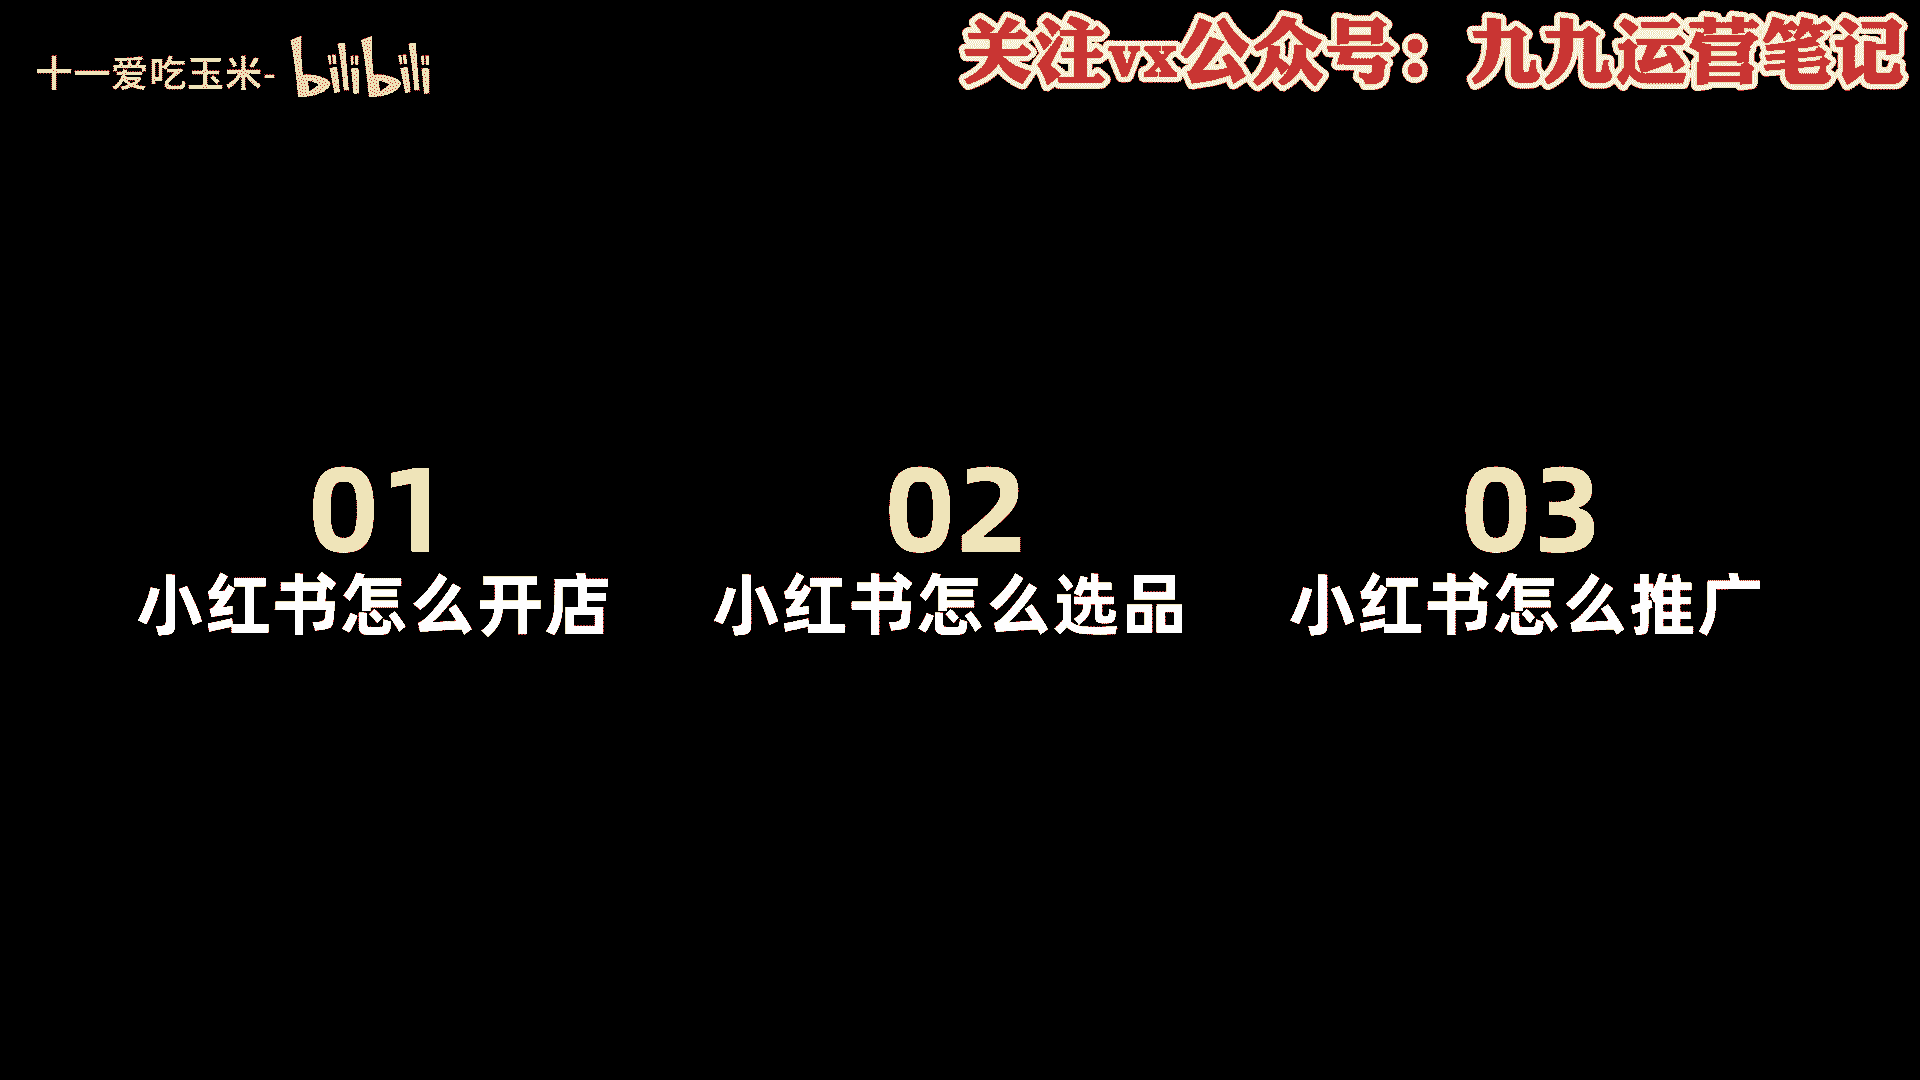 十一爱吃玉米- bilibili
关注vx公众号：九九运营笔记
01
小红书怎么开店
02
小红书怎么选品
03
小红书怎么推广